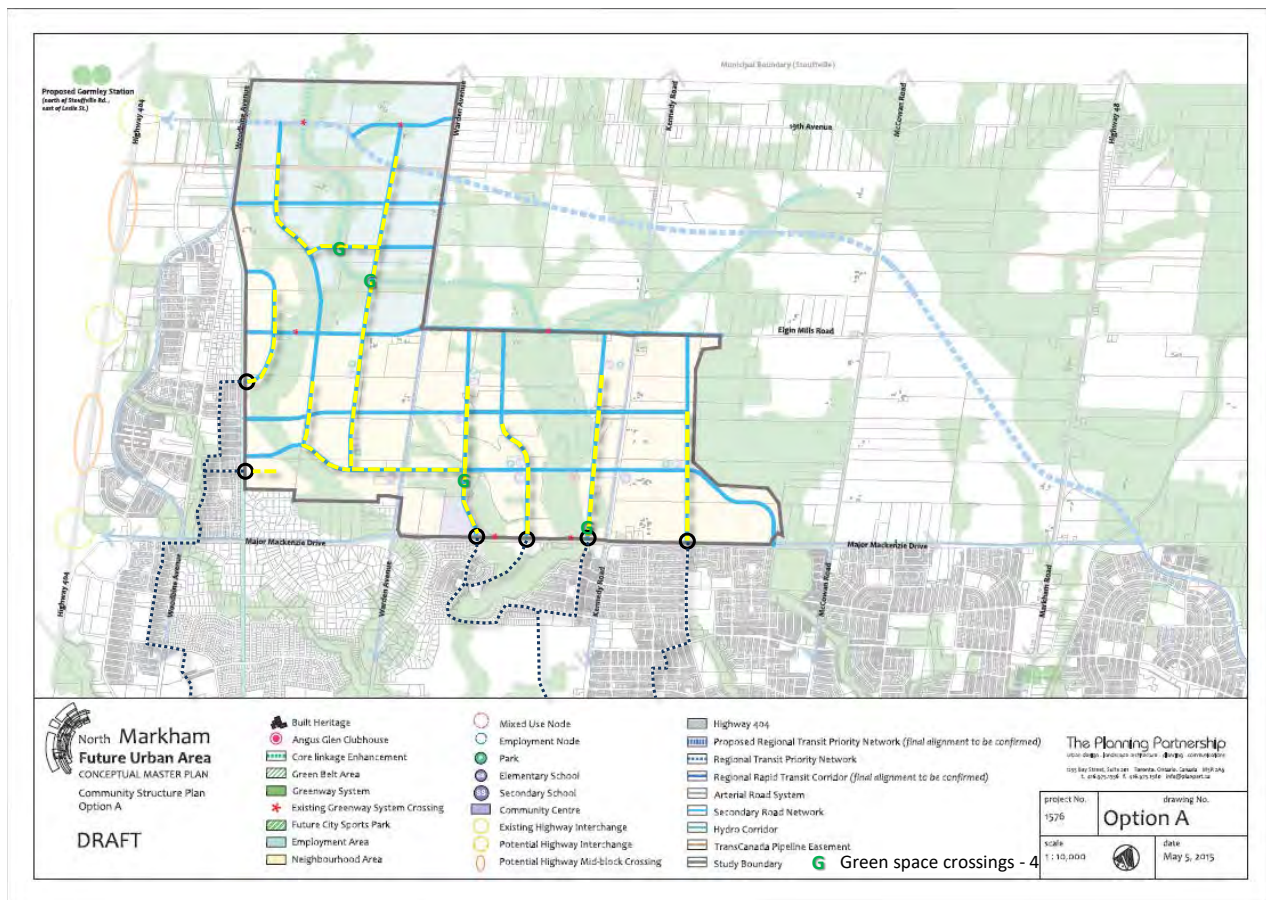 Municipal Boundary (Stouffville)
Proposed Gormley Station
(north of Stouffville Rd.,
east of Leslie St.)
Highway 404
Woodbine Avenue
Warden Avenue
Kennedy Road
McCowan Road
Highway 48
19th Avenue
G
G
Elgin Mills Road
G
G
Major Mackenzie Drive
Major Mackenzie Drive
Highway 404
Woodbine Avenue
Warden Avenue
Kennedy Road
McCowan Road
Markham Road
North Markham
Future Urban Area
CONCEPTUAL MASTER PLAN
Community Structure Plan
Option A
DRAFT
Built Heritage
Angus Glen Clubhouse
Core linkage Enhancement
Green Belt Area
Greenway System
Existing Greenway System Crossing
Future City Sports Park
Employment Area
Neighbourhood Area
Mixed Use Node
Employment Node
Park
Elementary School
SS Secondary School
Community Centre
Existing Highway Interchange
Potential Highway Interchange
Potential Highway Mid-block Crossing
Highway 404
Proposed Regional Transit Priority Network (final alignment to be confirmed)
Regional Transit Priority Network
Regional Rapid Transit Corridor (final alignment to be confirmed)
Arterial Road System
Secondary Road Network
Hydro Corridor
TransCanada Pipeline Easement
Study Boundary
G Green space crossings - 4
The Planning Partnership
project No.
1576
drawing No.
Option A
scale
1 : 10,000
date
May 5, 2015